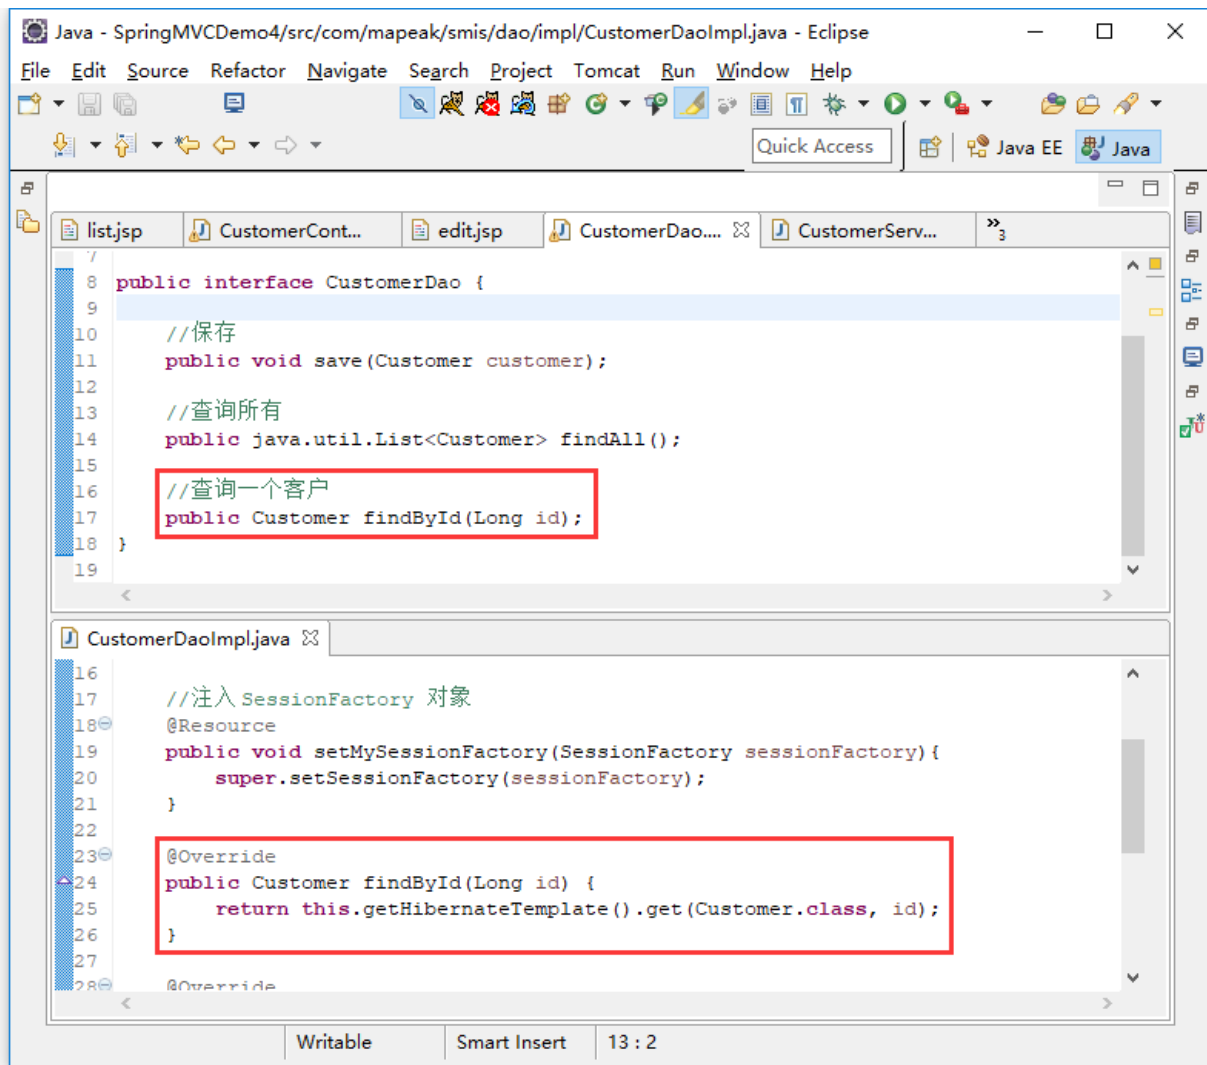 Java - SpringMVCDemo4/src/com/mapeak/smis/dao/impl/CustomerDaoImpl.java - Eclipse
File Edit Source Refactor Navigate Search Project Tomcat Run Window Help
Quick Access Java EE Java
list.jsp CustomerCont... edit.jsp CustomerDao.... CustomerServ... »3
7
8 public interface CustomerDao {
9
10 //保存
11 public void save(Customer customer);
12
13 //查询所有
14 public java.util.List<Customer> findAll();
15
16 //查询一个客户
17 public Customer findById(Long id);
18 }
19
CustomerDaoImpl.java
16
17 //注入 SessionFactory 对象
18 @Resource
19 public void setMySessionFactory(SessionFactory sessionFactory){
20 super.setSessionFactory(sessionFactory);
21 }
22
23 @Override
24 public Customer findById(Long id) {
25 return this.getHibernateTemplate().get(Customer.class, id);
26 }
27
28 @Override
Writable Smart Insert 13 : 2